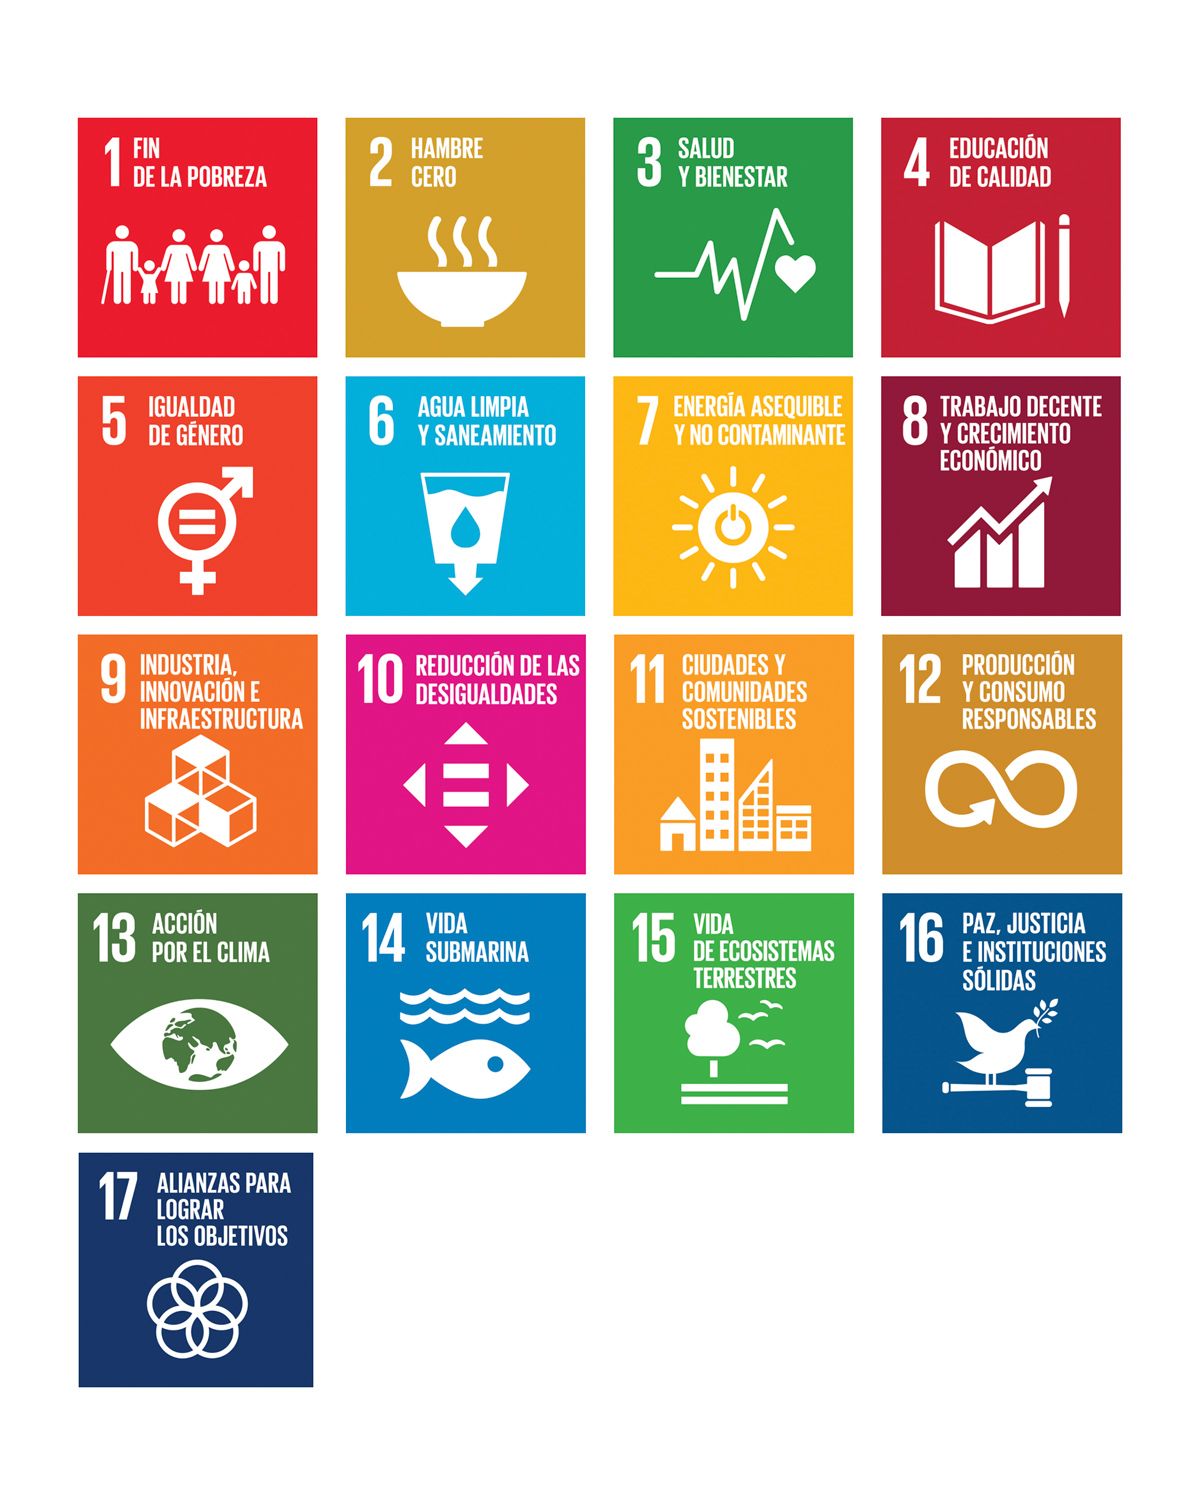 1 FIN
DE LA POBREZA
2 HAMBRE
CERO
3 SALUD
Y BIENESTAR
4 EDUCACIÓN
DE CALIDAD
5 IGUALDAD
DE GÉNERO
6 AGUA LIMPIA
Y SANEAMIENTO
7 ENERGÍA ASEQUIBLE
Y NO CONTAMINANTE
8 TRABAJO DECENTE
Y CRECIMIENTO
ECONÓMICO
9 INDUSTRIA,
INNOVACIÓN E
INFRAESTRUCTURA
10 REDUCCIÓN DE LAS
DESIGUALDADES
11 CIUDADES Y
COMUNIDADES
SOSTENIBLES
12 PRODUCCIÓN
Y CONSUMO
RESPONSABLES
13 ACCIÓN
POR EL CLIMA
14 VIDA
SUBMARINA
15 VIDA
DE ECOSISTEMAS
TERRESTRES
16 PAZ, JUSTICIA
E INSTITUCIONES
SÓLIDAS
17 ALIANZAS PARA
LOGRAR
LOS OBJETIVOS